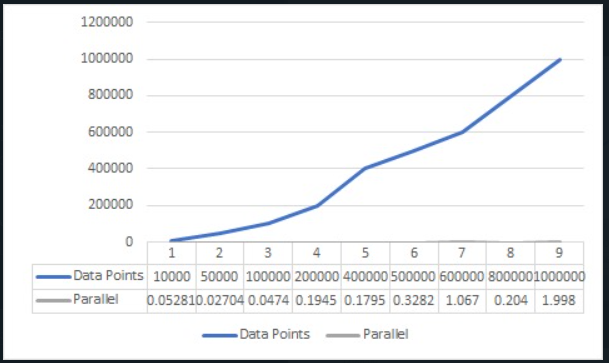 1200000
1000000
800000
600000
400000
200000
0
1 2 3 4 5 6 7 8 9
Data Points 10000 50000 100000 200000 400000 500000 600000 800000 1000000
Parallel 0.05281 0.02704 0.0474 0.1945 0.1795 0.3282 1.067 0.204 1.998
Data Points Parallel